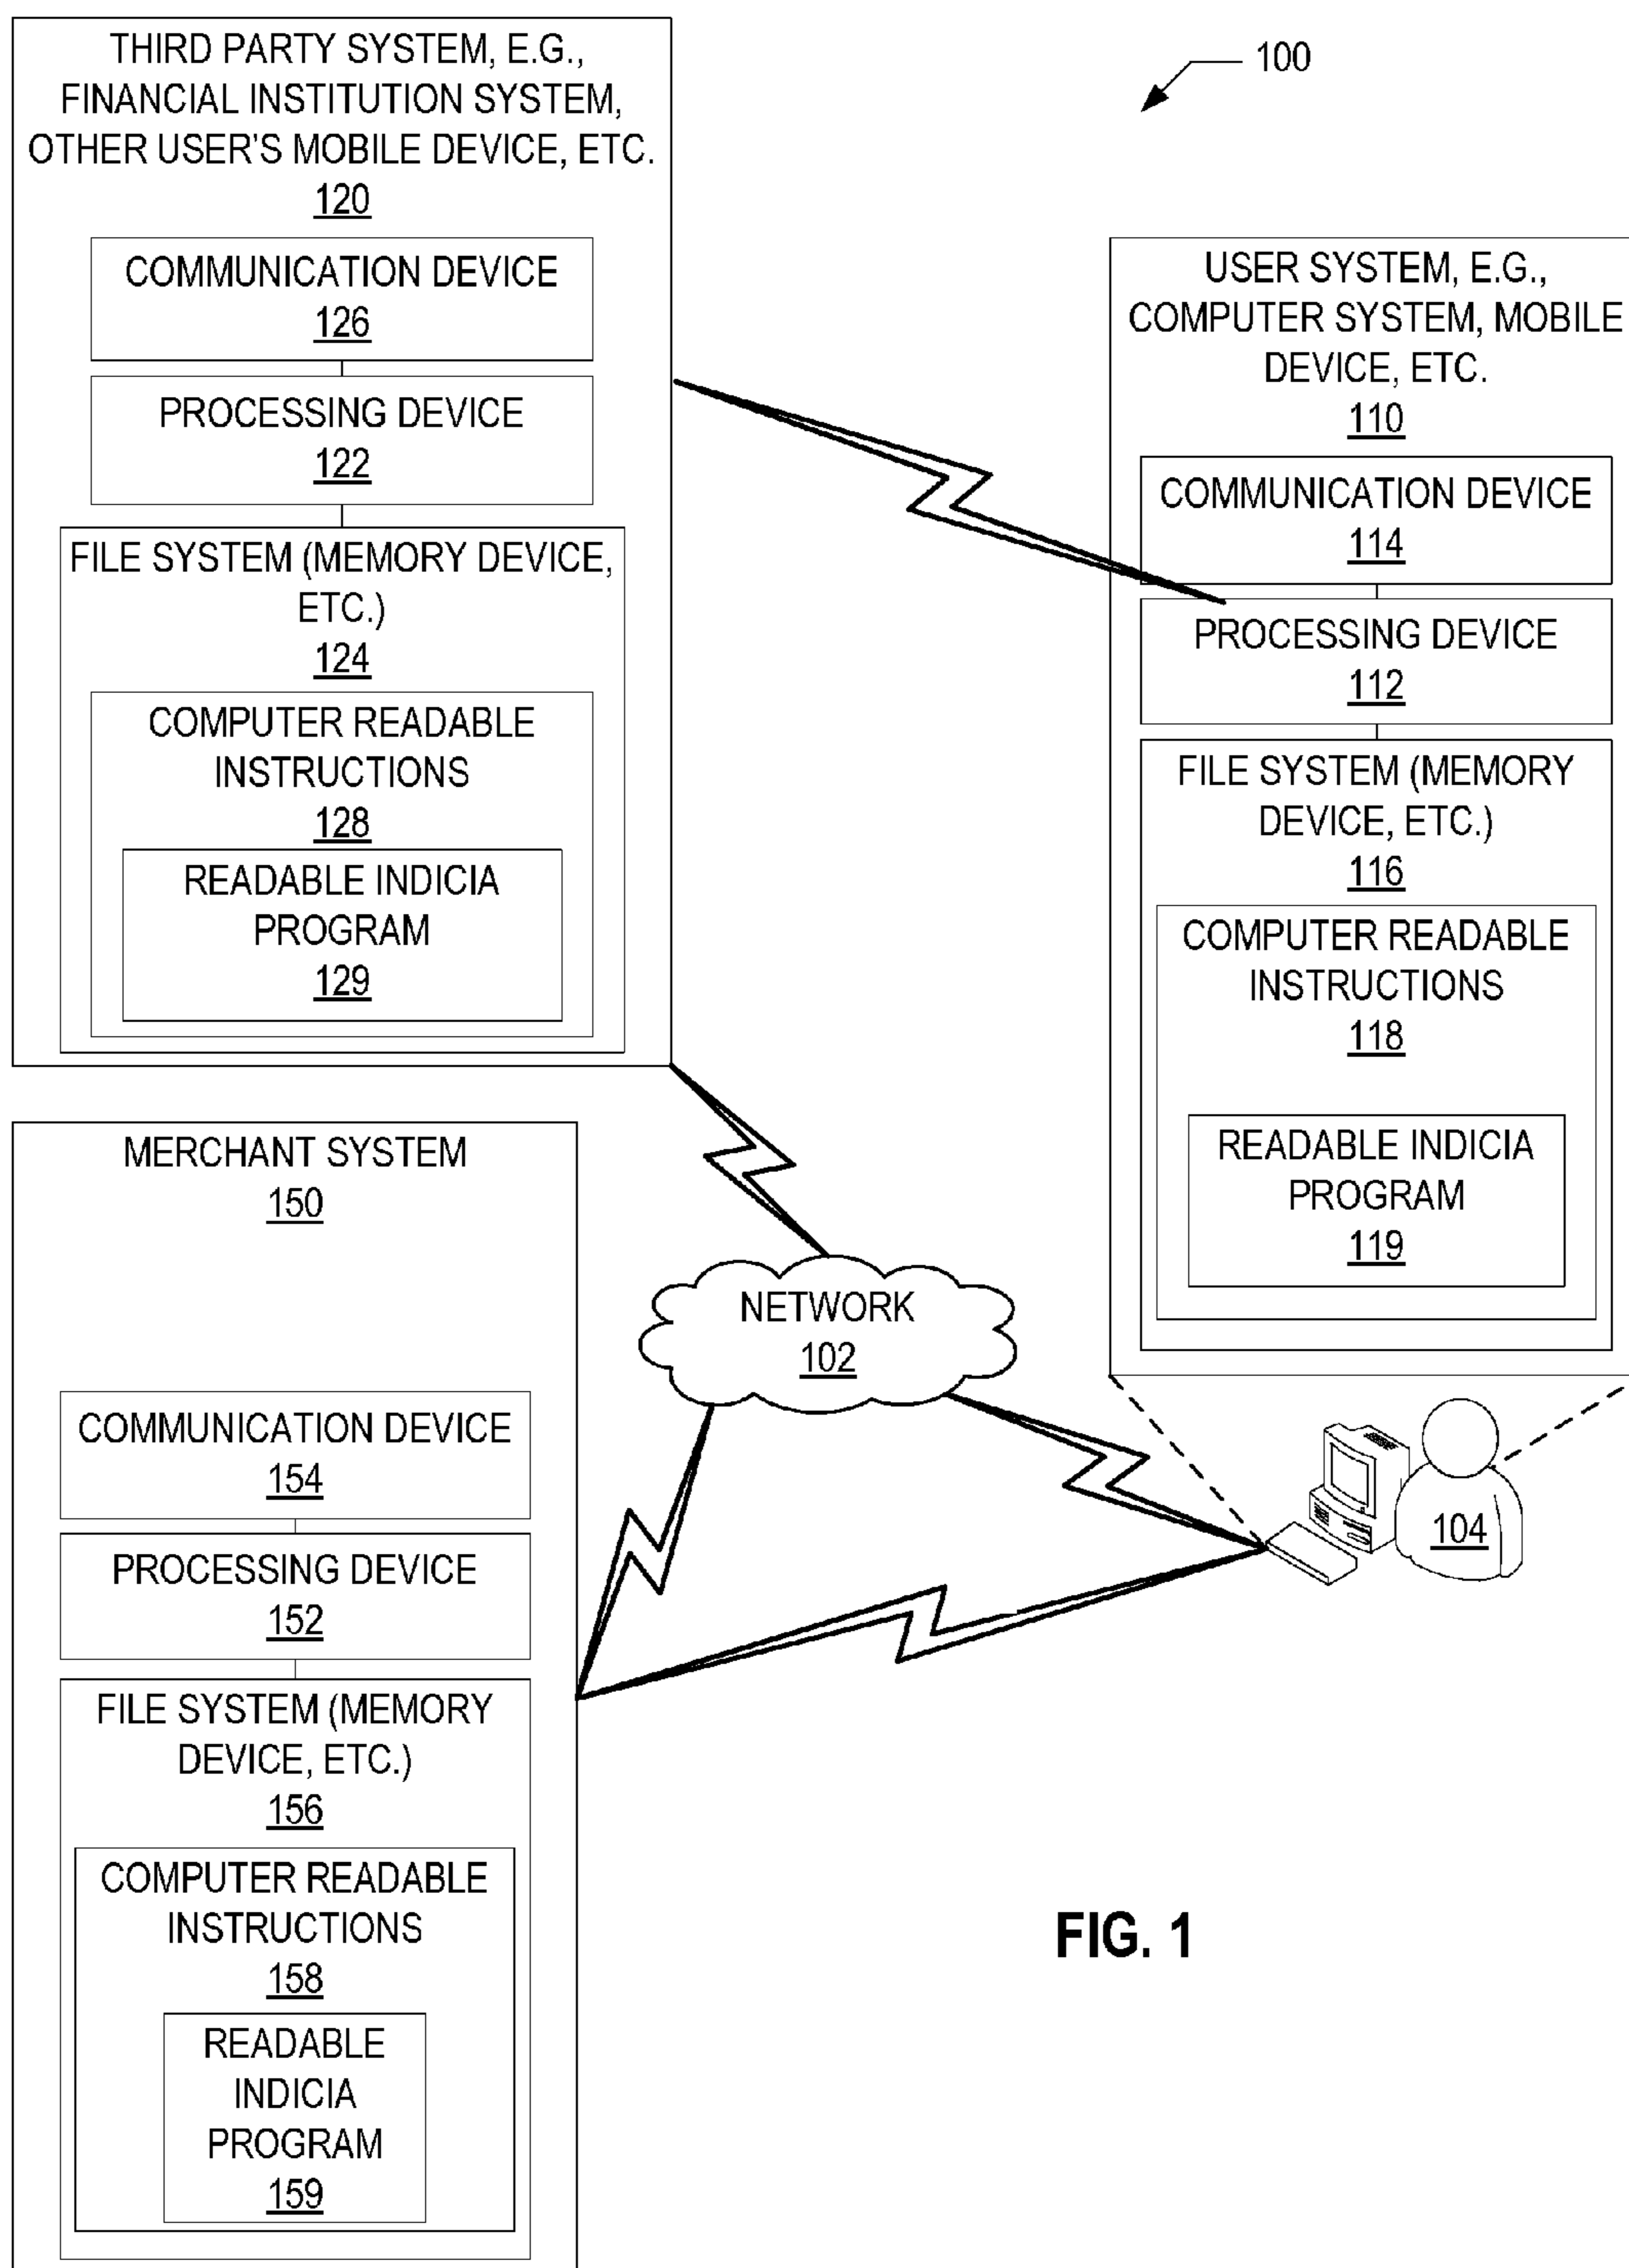 100
THIRD PARTY SYSTEM, E.G.,
FINANCIAL INSTITUTION SYSTEM,
OTHER USER'S MOBILE DEVICE, ETC.
120
COMMUNICATION DEVICE
126
PROCESSING DEVICE
122
FILE SYSTEM (MEMORY DEVICE,
ETC.)
124
COMPUTER READABLE
INSTRUCTIONS
128
READABLE INDICIA
PROGRAM
129
USER SYSTEM, E.G.,
COMPUTER SYSTEM, MOBILE
DEVICE, ETC.
110
COMMUNICATION DEVICE
114
PROCESSING DEVICE
112
FILE SYSTEM (MEMORY
DEVICE, ETC.)
116
COMPUTER READABLE
INSTRUCTIONS
118
READABLE INDICIA
PROGRAM
119
MERCHANT SYSTEM
150
COMMUNICATION DEVICE
154
PROCESSING DEVICE
152
FILE SYSTEM (MEMORY
DEVICE, ETC.)
156
COMPUTER READABLE
INSTRUCTIONS
158
READABLE
INDICIA
PROGRAM
159
NETWORK
102
104
FIG. 1